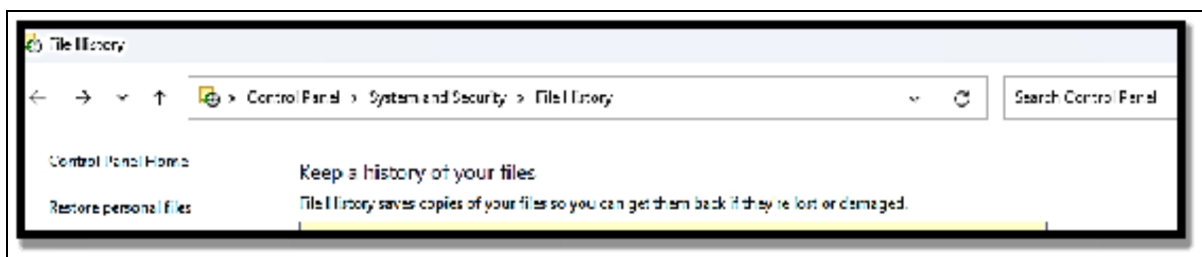 File History
Control Panel > System and Security > File History
Search Control Panel
Control Panel Home
Keep a history of your files
Restore personal files
File History saves copies of your files so you can get them back if they're lost or damaged.